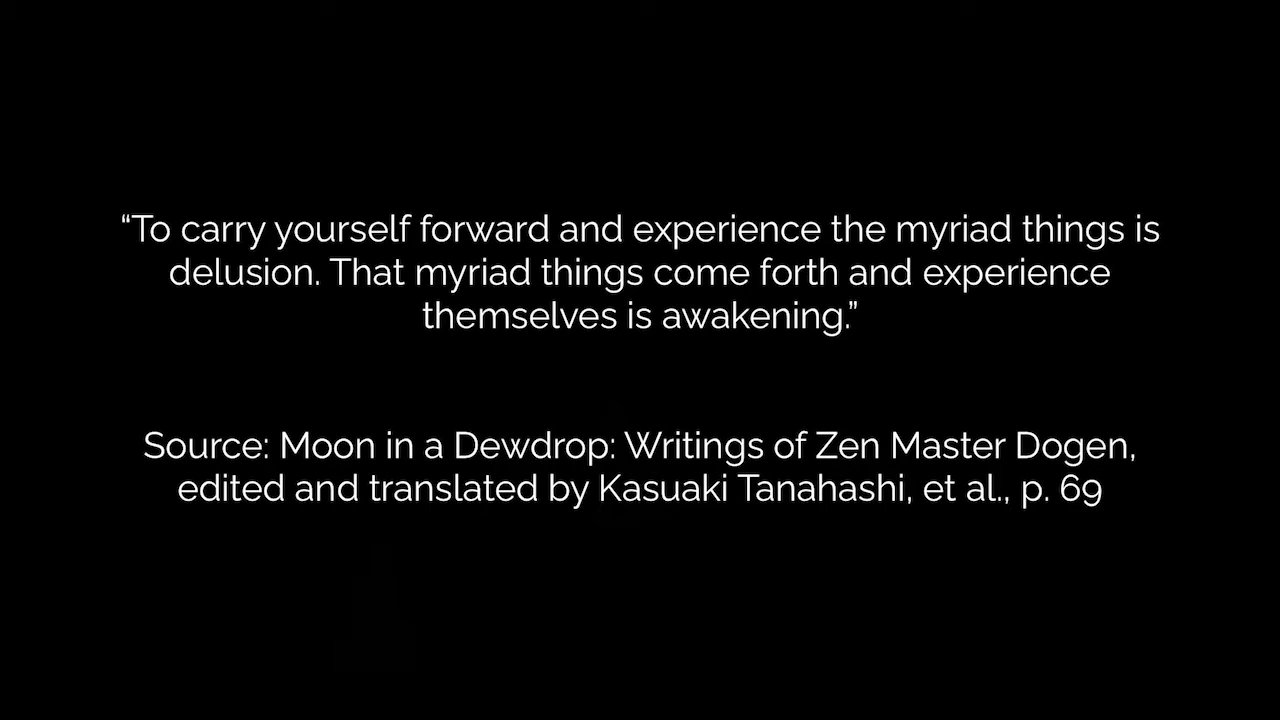 “To carry yourself forward and experience the myriad things is
delusion. That myriad things come forth and experience
themselves is awakening.”
Source: Moon in a Dewdrop: Writings of Zen Master Dogen,
edited and translated by Kasuaki Tanahashi, et al., p. 69